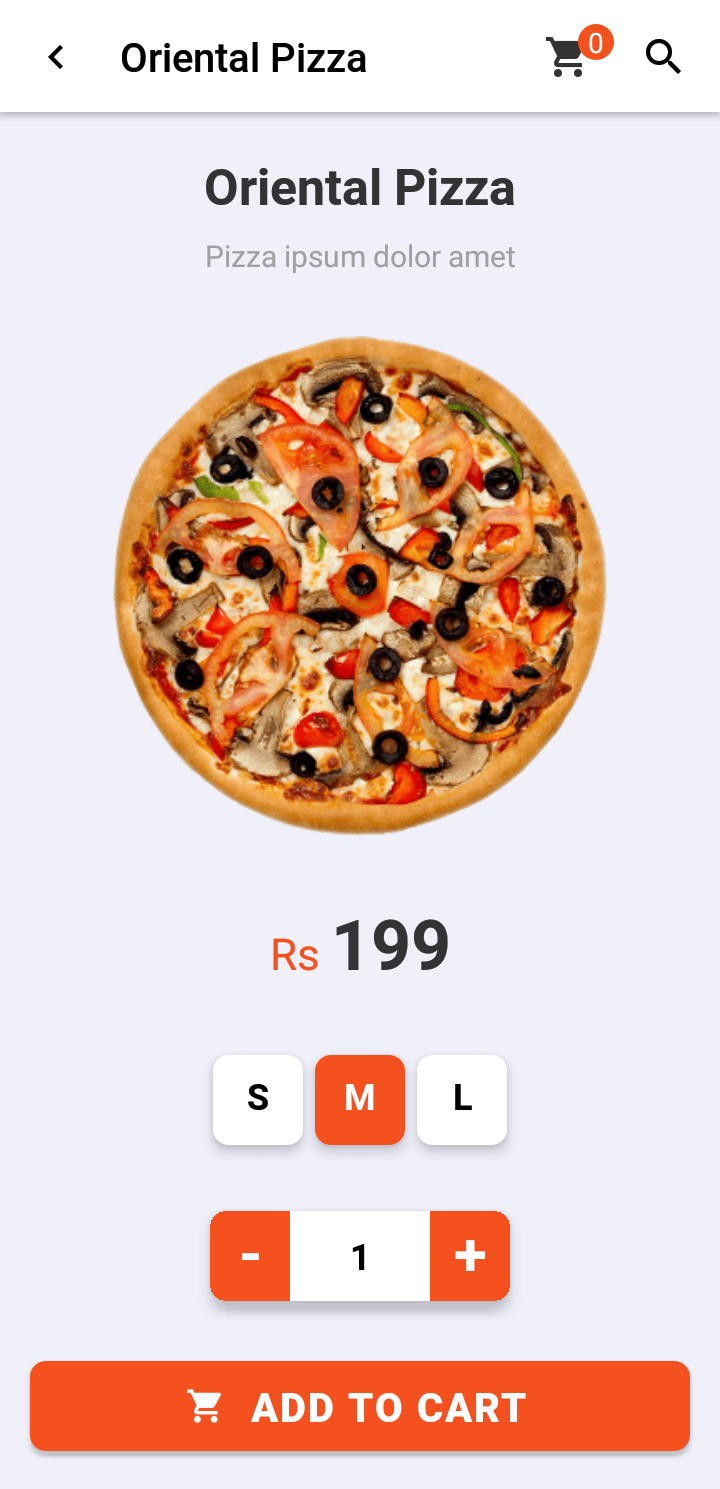 Oriental Pizza
0
Oriental Pizza
Pizza ipsum dolor amet
Rs 199
S M L
- 1 +
ADD TO CART